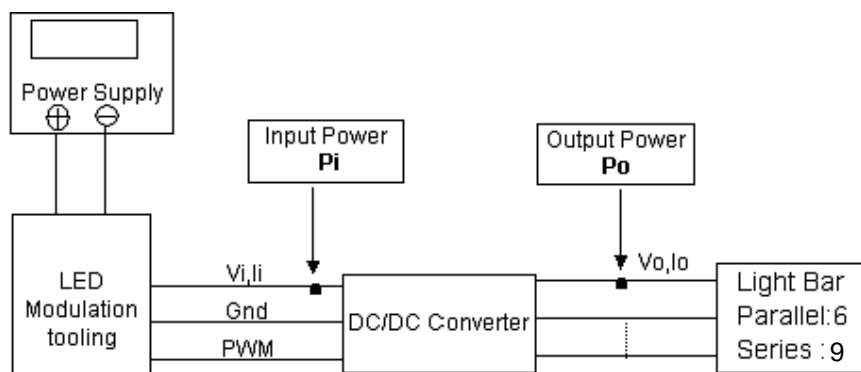 Power Supply
Input Power
Pi
Output Power
Po
LED
Modulation
tooling
Vi,Ii
Gnd
PWM
DC/DC Converter
Vo,Io
Light Bar
Parallel:6
Series :9